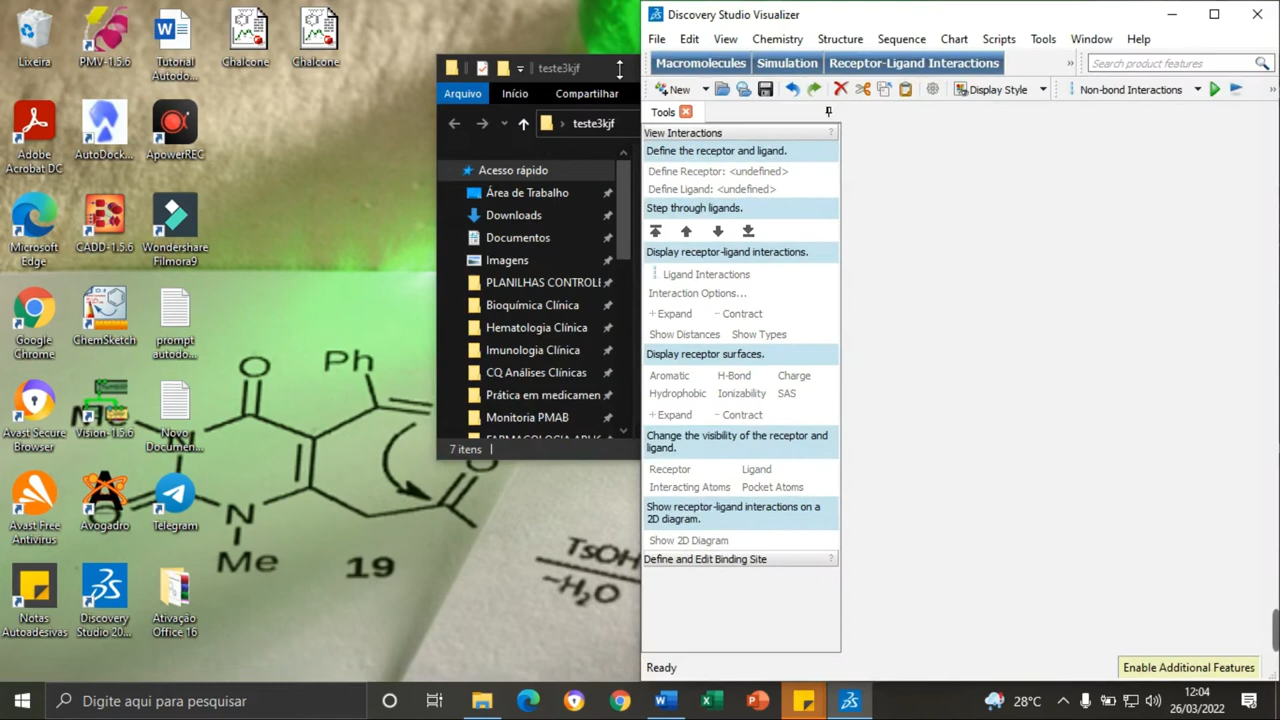 Lixeira
PMV-1.5.6
Tutorial
Autodo...
Chalcone
Chalcone
Adobe
Acrobat DC
AutoDock...
ApowerREC
Microsoft
Edge
CADD-1.5.6
Wondershare
Filmora9
Google
Chrome
ChemSketch
prompt
autodo...
Avast Secure
Browser
Vision-1.5.6
Novo
Documen...
Avast Free
Antivirus
Avogadro
Telegram
Notas
Autoadesivas
Discovery
Studio 20...
Ativação
Office 16
O
Ph
Me
N
N
Me
19
TsOH
~H₂O
teste3kjf
Arquivo
Início
Compartilhar
teste3kjf
Acesso rápido
Área de Trabalho
Downloads
Documentos
Imagens
PLANILHAS CONTROLE
Bioquímica Clínica
Hematologia Clínica
Imunologia Clínica
CQ Análises Clínicas
Prática em medicamen
Monitoria PMAB
7 itens
Discovery Studio Visualizer
File Edit View Chemistry Structure Sequence Chart Scripts Tools Window Help
Macromolecules Simulation Receptor-Ligand Interactions » Search product features
New Display Style Non-bond Interactions »
Tools
View Interactions ?
Define the receptor and ligand.
Define Receptor: <undefined>
Define Ligand: <undefined>
Step through ligands.
Display receptor-ligand interactions.
Ligand Interactions
Interaction Options...
+ Expand - Contract
Show Distances Show Types
Display receptor surfaces.
Aromatic H-Bond Charge
Hydrophobic Ionizability SAS
+ Expand - Contract
Change the visibility of the receptor and
ligand.
Receptor Ligand
Interacting Atoms Pocket Atoms
Show receptor-ligand interactions on a
2D diagram.
Show 2D Diagram
Define and Edit Binding Site ?
Ready
Enable Additional Features
Digite aqui para pesquisar
28°C
12:04
26/03/2022